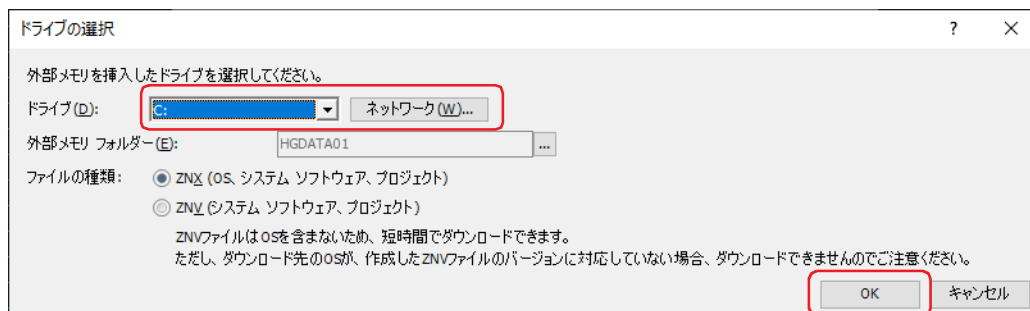 ドライブの選択 ?
外部メモリを挿入したドライブを選択してください。
ドライブ(D): C: ネットワーク(W)...
外部メモリ フォルダー(E): HGDATA01 ...
ファイルの種類: ZNX (OS、システム ソフトウェア、プロジェクト)
ZNV (システム ソフトウェア、プロジェクト)
ZNVファイルはOSを含まないため、短時間でダウンロードできます。
ただし、ダウンロード先のOSが、作成したZNVファイルのバージョンに対応していない場合、ダウンロードできませんのでご注意ください。
OK キャンセル